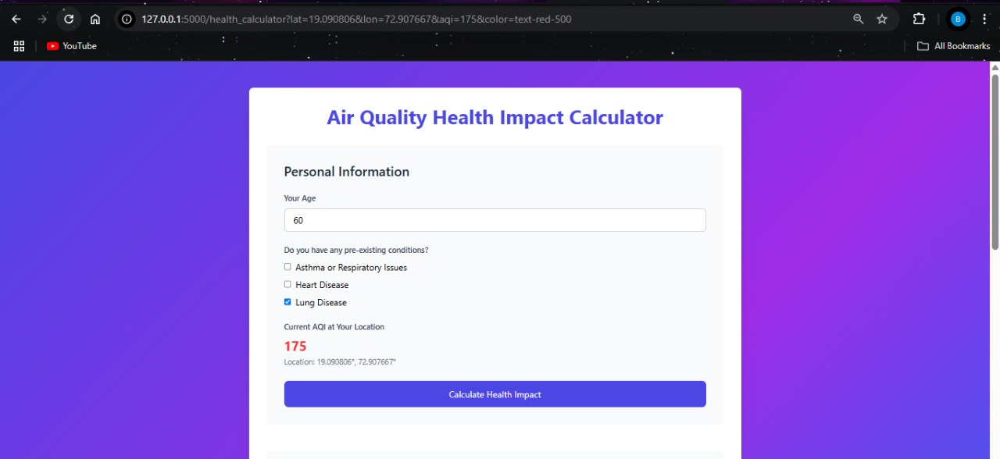 127.0.0.1:5000/health_calculator?lat=19.090806&lon=72.907667&aqi=175&color=text-red-500
B
YouTube
All Bookmarks
Air Quality Health Impact Calculator
Personal Information
Your Age
60
Do you have any pre-existing conditions?
Asthma or Respiratory Issues
Heart Disease
Lung Disease
Current AQI at Your Location
175
Location: 19.090806°, 72.907667°
Calculate Health Impact